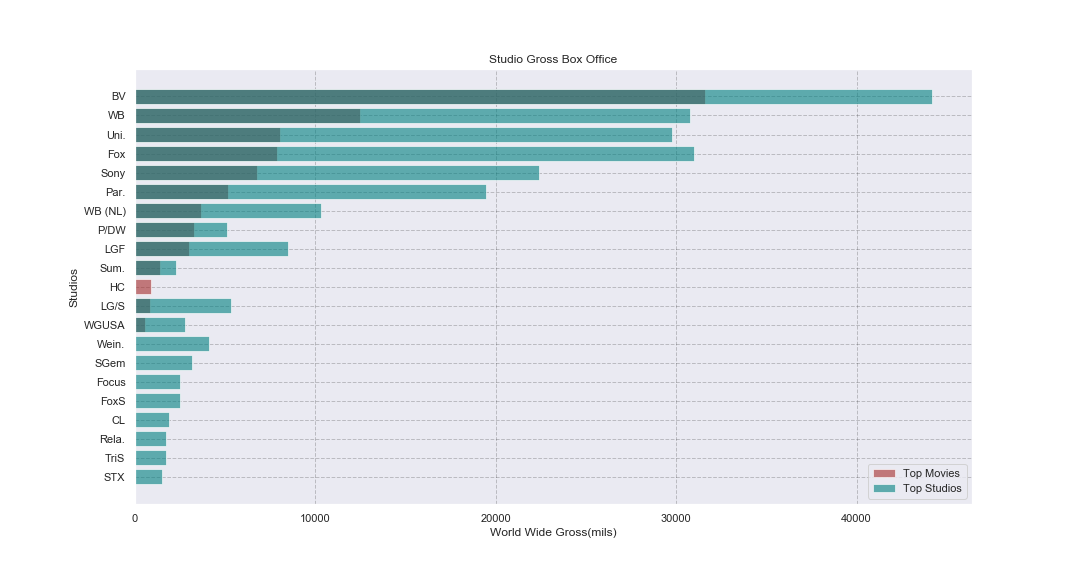 Studio Gross Box Office
Studios
BV
WB
Uni.
Fox
Sony
Par.
WB (NL)
P/DW
LGF
Sum.
HC
LG/S
WGUSA
Wein.
SGem
Focus
FoxS
CL
Rela.
TriS
STX
Top Movies
Top Studios
0 10000 20000 30000 40000
World Wide Gross(mils)